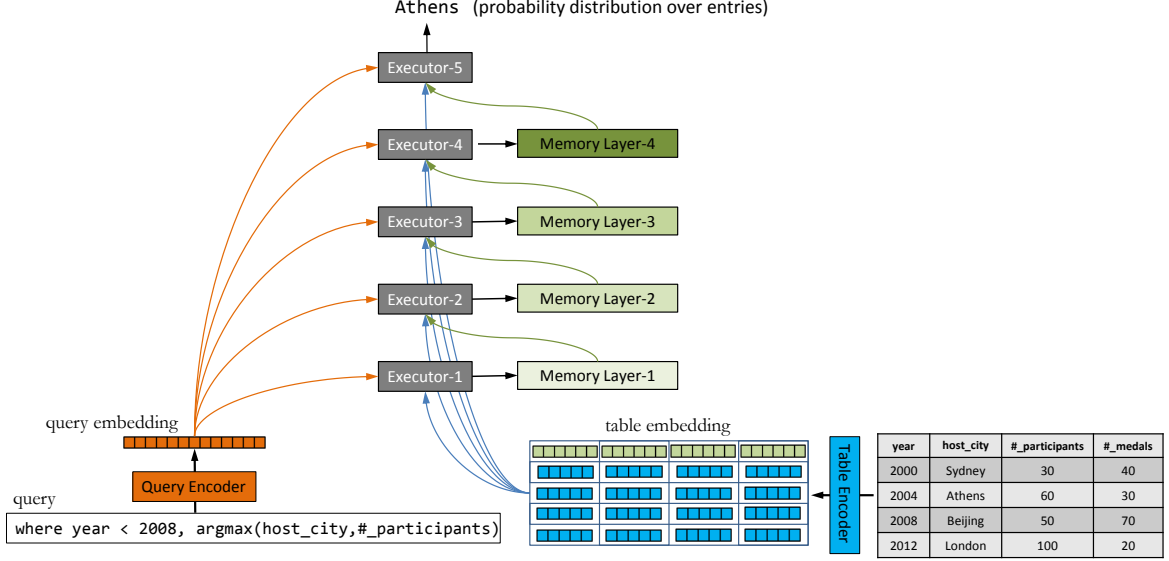 Athens (probability distribution over entries)
Executor-5
Executor-4
Memory Layer-4
Executor-3
Memory Layer-3
Executor-2
Memory Layer-2
Executor-1
Memory Layer-1
query embedding
Query Encoder
query
where year < 2008, argmax(host_city,#_participants)
table embedding
Table Encoder
year host_city #_participants #_medals
2000 Sydney 30 40
2004 Athens 60 30
2008 Beijing 50 70
2012 London 100 20